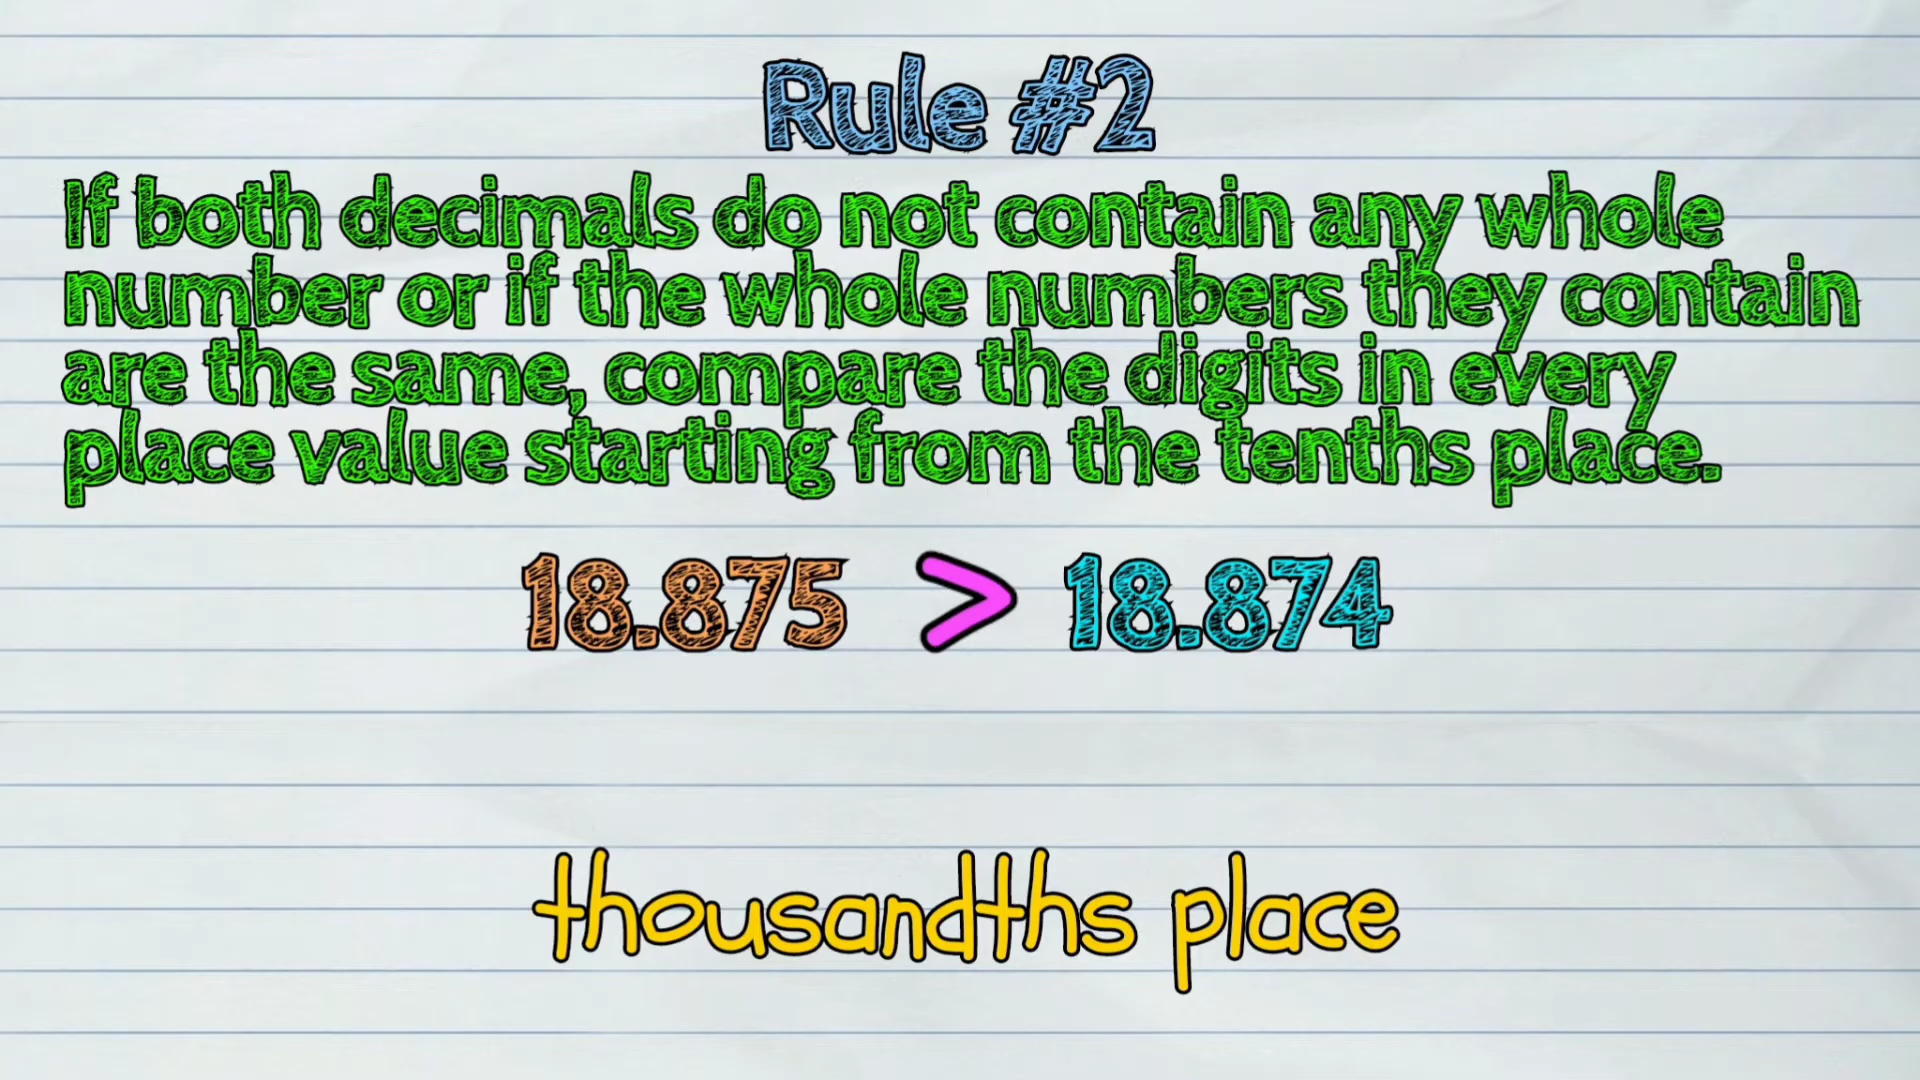 Rule #2
If both decimals do not contain any whole
number or if the whole numbers they contain
are the same, compare the digits in every
place value starting from the tenths place.
18.875 > 18.874
thousandths place